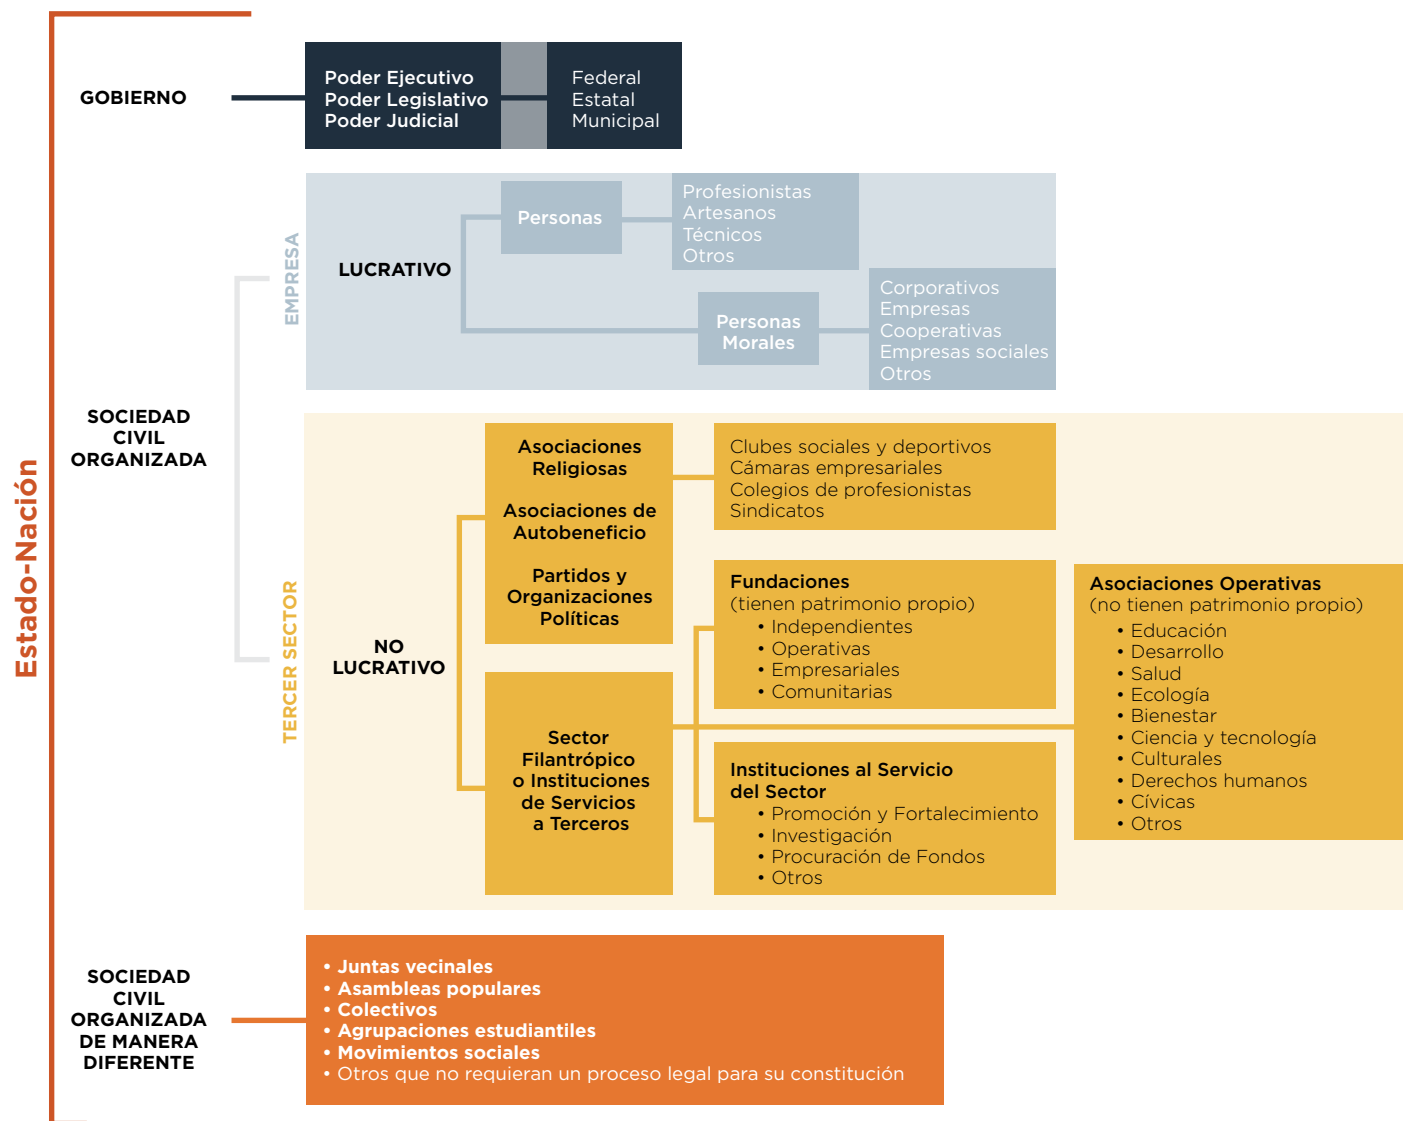 Estado-Nación
GOBIERNO
Poder Ejecutivo
Poder Legislativo
Poder Judicial
Federal
Estatal
Municipal
SOCIEDAD
CIVIL
ORGANIZADA
EMPRESA
LUCRATIVO
Personas
Profesionistas
Artesanos
Técnicos
Otros
Personas
Morales
Corporativos
Empresas
Cooperativas
Empresas sociales
Otros
TERCER SECTOR
NO
LUCRATIVO
Asociaciones
Religiosas
Asociaciones de
Autobeneficio
Partidos y
Organizaciones
Políticas
Clubes sociales y deportivos
Cámaras empresariales
Colegios de profesionistas
Sindicatos
Sector
Filantrópico
o Instituciones
de Servicios
a Terceros
Fundaciones
(tienen patrimonio propio)
• Independientes
• Operativas
• Empresariales
• Comunitarias
Instituciones al Servicio
del Sector
• Promoción y Fortalecimiento
• Investigación
• Procuración de Fondos
• Otros
Asociaciones Operativas
(no tienen patrimonio propio)
• Educación
• Desarrollo
• Salud
• Ecología
• Bienestar
• Ciencia y tecnología
• Culturales
• Derechos humanos
• Cívicas
• Otros
SOCIEDAD
CIVIL
ORGANIZADA
DE MANERA
DIFERENTE
• Juntas vecinales
• Asambleas populares
• Colectivos
• Agrupaciones estudiantiles
• Movimientos sociales
• Otros que no requieran un proceso legal para su constitución